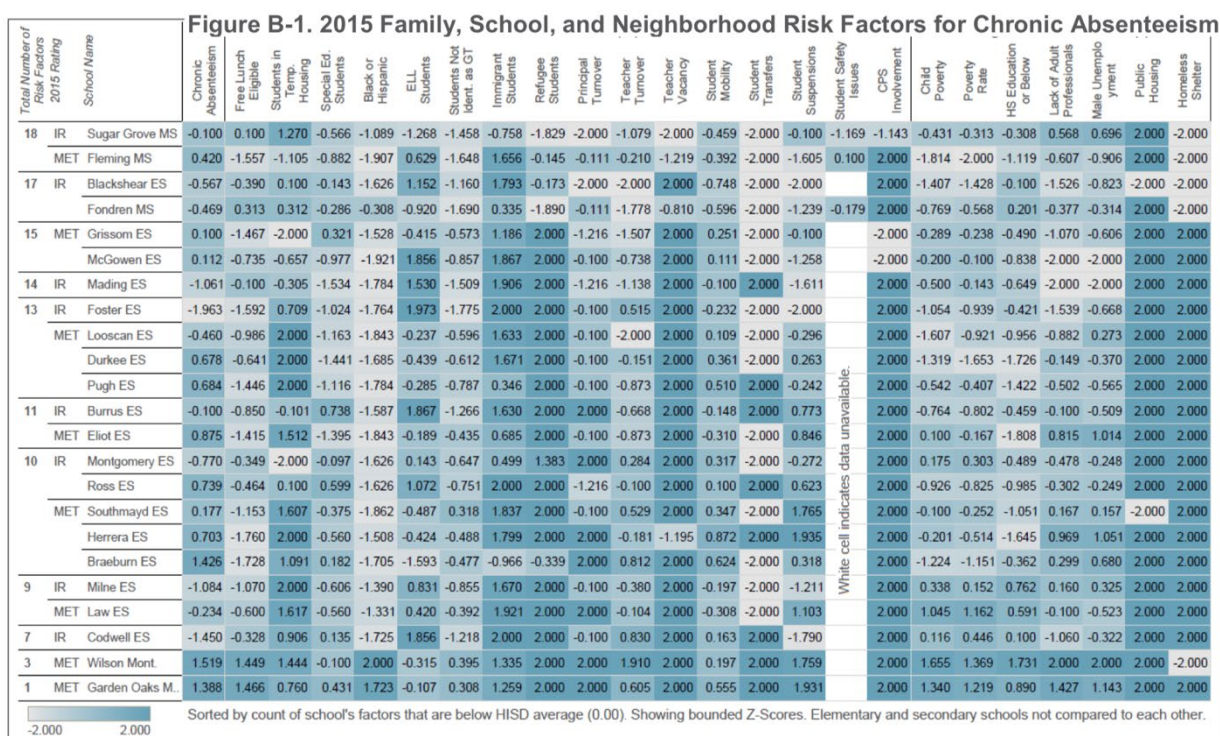 Figure B-1. 2015 Family, School, and Neighborhood Risk Factors for Chronic Absenteeism
Total Number of Risk Factors
2015 Rating
School Name
Chronic Absenteeism
Free Lunch Eligible
Students in Temp. Housing
Special Ed. Students
Black or Hispanic
ELL Students
Students Not Ident. as GT
Immigrant Students
Refugee Students
Principal Turnover
Teacher Turnover
Teacher Vacancy
Student Mobility
Student Transfers
Student Suspensions
Student Safety Issues
CPS Involvement
Child Poverty
Poverty Rate
HS Education or Below
Lack of Adult Professionals
Male Unemplo yment
Public Housing
Homeless Shelter
18 IR Sugar Grove MS -0.100 0.100 1.270 -0.566 -1.089 -1.268 -1.458 -0.758 -1.829 -2.000 -1.079 -2.000 -0.459 -2.000 -0.100 -1.169 -1.143 -0.431 -0.313 -0.308 0.568 0.696 2.000 -2.000
MET Fleming MS 0.420 -1.557 -1.105 -0.882 -1.907 0.629 -1.648 1.656 -0.145 -0.111 -0.210 -1.219 -0.392 -2.000 -1.605 0.100 2.000 -1.814 -2.000 -1.119 -0.607 -0.906 2.000 -2.000
17 IR Blackshear ES -0.567 -0.390 0.100 -0.143 -1.626 1.152 -1.160 1.793 -0.173 -2.000 -2.000 2.000 -0.748 -2.000 -2.000 2.000 -1.407 -1.428 -0.100 -1.526 -0.823 -2.000 -2.000
Fondren MS -0.469 0.313 0.312 -0.286 -0.308 -0.920 -1.690 0.335 -1.890 -0.111 -1.778 -0.810 -0.596 -2.000 -1.239 -0.179 2.000 -0.769 -0.568 0.201 -0.377 -0.314 2.000 -2.000
15 MET Grissom ES 0.100 -1.467 -2.000 0.321 -1.528 -0.415 -0.573 1.186 2.000 -1.216 -1.507 2.000 0.251 -2.000 -0.100 -2.000 -0.289 -0.238 -0.490 -1.070 -0.606 2.000 2.000
McGowen ES 0.112 -0.735 -0.657 -0.977 -1.921 1.856 -0.857 1.867 2.000 -0.100 -0.738 2.000 0.111 -2.000 -1.258 -2.000 -0.200 -0.100 -0.838 -2.000 -2.000 2.000 2.000
14 IR Mading ES -1.061 -0.100 -0.305 -1.534 -1.784 1.530 -1.509 1.906 2.000 -1.216 -1.138 2.000 -0.100 2.000 -1.611 2.000 -0.500 -0.143 -0.649 -2.000 -2.000 2.000 2.000
13 IR Foster ES -1.963 -1.592 0.709 -1.024 -1.764 1.973 -1.775 2.000 2.000 -0.100 0.515 2.000 -0.232 -2.000 -2.000 2.000 -1.054 -0.939 -0.421 -1.539 -0.668 2.000 2.000
MET Looscan ES -0.460 -0.986 2.000 -1.163 -1.843 -0.237 -0.596 1.633 2.000 -0.100 -2.000 2.000 0.109 -2.000 -0.296 2.000 -1.607 -0.921 -0.956 -0.882 0.273 2.000 2.000
Durkee ES 0.678 -0.641 2.000 -1.441 -1.685 -0.439 -0.612 1.671 2.000 -0.100 -0.151 2.000 0.361 -2.000 0.263 2.000 -1.319 -1.653 -1.726 -0.149 -0.370 2.000 2.000
Pugh ES 0.684 -1.446 2.000 -1.116 -1.784 -0.285 -0.787 0.346 2.000 -0.100 -0.873 2.000 0.510 2.000 -0.242 2.000 -0.542 -0.407 -1.422 -0.502 -0.565 2.000 2.000
11 IR Burrus ES -0.100 -0.850 -0.101 0.738 -1.587 1.867 -1.266 1.630 2.000 2.000 -0.668 2.000 -0.148 2.000 0.773 2.000 -0.764 -0.802 -0.459 -0.100 -0.509 2.000 2.000
MET Eliot ES 0.875 -1.415 1.512 -1.395 -1.843 -0.189 -0.435 0.685 2.000 -0.100 -0.873 2.000 -0.310 -2.000 0.846 2.000 0.100 -0.167 -1.808 0.815 1.014 2.000 2.000
10 IR Montgomery ES -0.770 -0.349 -2.000 -0.097 -1.626 0.143 -0.647 0.499 1.383 2.000 0.284 2.000 0.317 -2.000 -0.272 2.000 0.175 0.303 -0.489 -0.478 -0.248 2.000 2.000
Ross ES 0.739 -0.464 0.100 0.599 -1.626 1.072 -0.751 2.000 2.000 -1.216 -0.100 2.000 0.100 2.000 0.623 2.000 -0.926 -0.825 -0.985 -0.302 -0.249 2.000 2.000
MET Southmayd ES 0.177 -1.153 1.607 -0.375 -1.862 -0.487 0.318 1.837 2.000 -0.100 0.529 2.000 0.347 -2.000 1.765 2.000 -0.100 -0.252 -1.051 0.167 0.157 -2.000 2.000
Herrera ES 0.703 -1.760 2.000 -0.560 -1.508 -0.424 -0.488 1.799 2.000 2.000 -0.181 -1.195 0.872 2.000 1.935 2.000 -0.201 -0.514 -1.645 0.969 1.051 2.000 2.000
Braeburn ES 1.426 -1.728 1.091 0.182 -1.705 -1.593 -0.477 -0.966 -0.339 2.000 0.812 2.000 0.624 -2.000 0.318 2.000 -1.224 -1.151 -0.362 0.299 0.680 2.000 2.000
9 IR Milne ES -1.084 -1.070 2.000 -0.606 -1.390 0.831 -0.855 1.670 2.000 -0.100 -0.380 2.000 -0.197 -2.000 -1.211 2.000 0.338 0.152 0.762 0.160 0.325 2.000 2.000
MET Law ES -0.234 -0.600 1.617 -0.560 -1.331 0.420 -0.392 1.921 2.000 2.000 -0.104 2.000 -0.308 -2.000 1.103 2.000 1.045 1.162 0.591 -0.100 -0.523 2.000 2.000
7 IR Codwell ES -1.450 -0.328 0.906 0.135 -1.725 1.856 -1.218 2.000 2.000 -0.100 0.830 2.000 0.163 2.000 -1.790 2.000 0.116 0.446 0.100 -1.060 -0.322 2.000 2.000
3 MET Wilson Mont. 1.519 1.449 1.444 -0.100 2.000 -0.315 0.395 1.335 2.000 2.000 1.910 2.000 0.197 2.000 1.759 2.000 1.655 1.369 1.731 2.000 2.000 2.000 -2.000
1 MET Garden Oaks M.. 1.388 1.466 0.760 0.431 1.723 -0.107 0.308 1.259 2.000 2.000 0.605 2.000 0.555 2.000 1.931 2.000 1.340 1.219 0.890 1.427 1.143 2.000 2.000
White cell indicates data unavailable.
-2.000 2.000
Sorted by count of school's factors that are below HISD average (0.00). Showing bounded Z-Scores. Elementary and secondary schools not compared to each other.